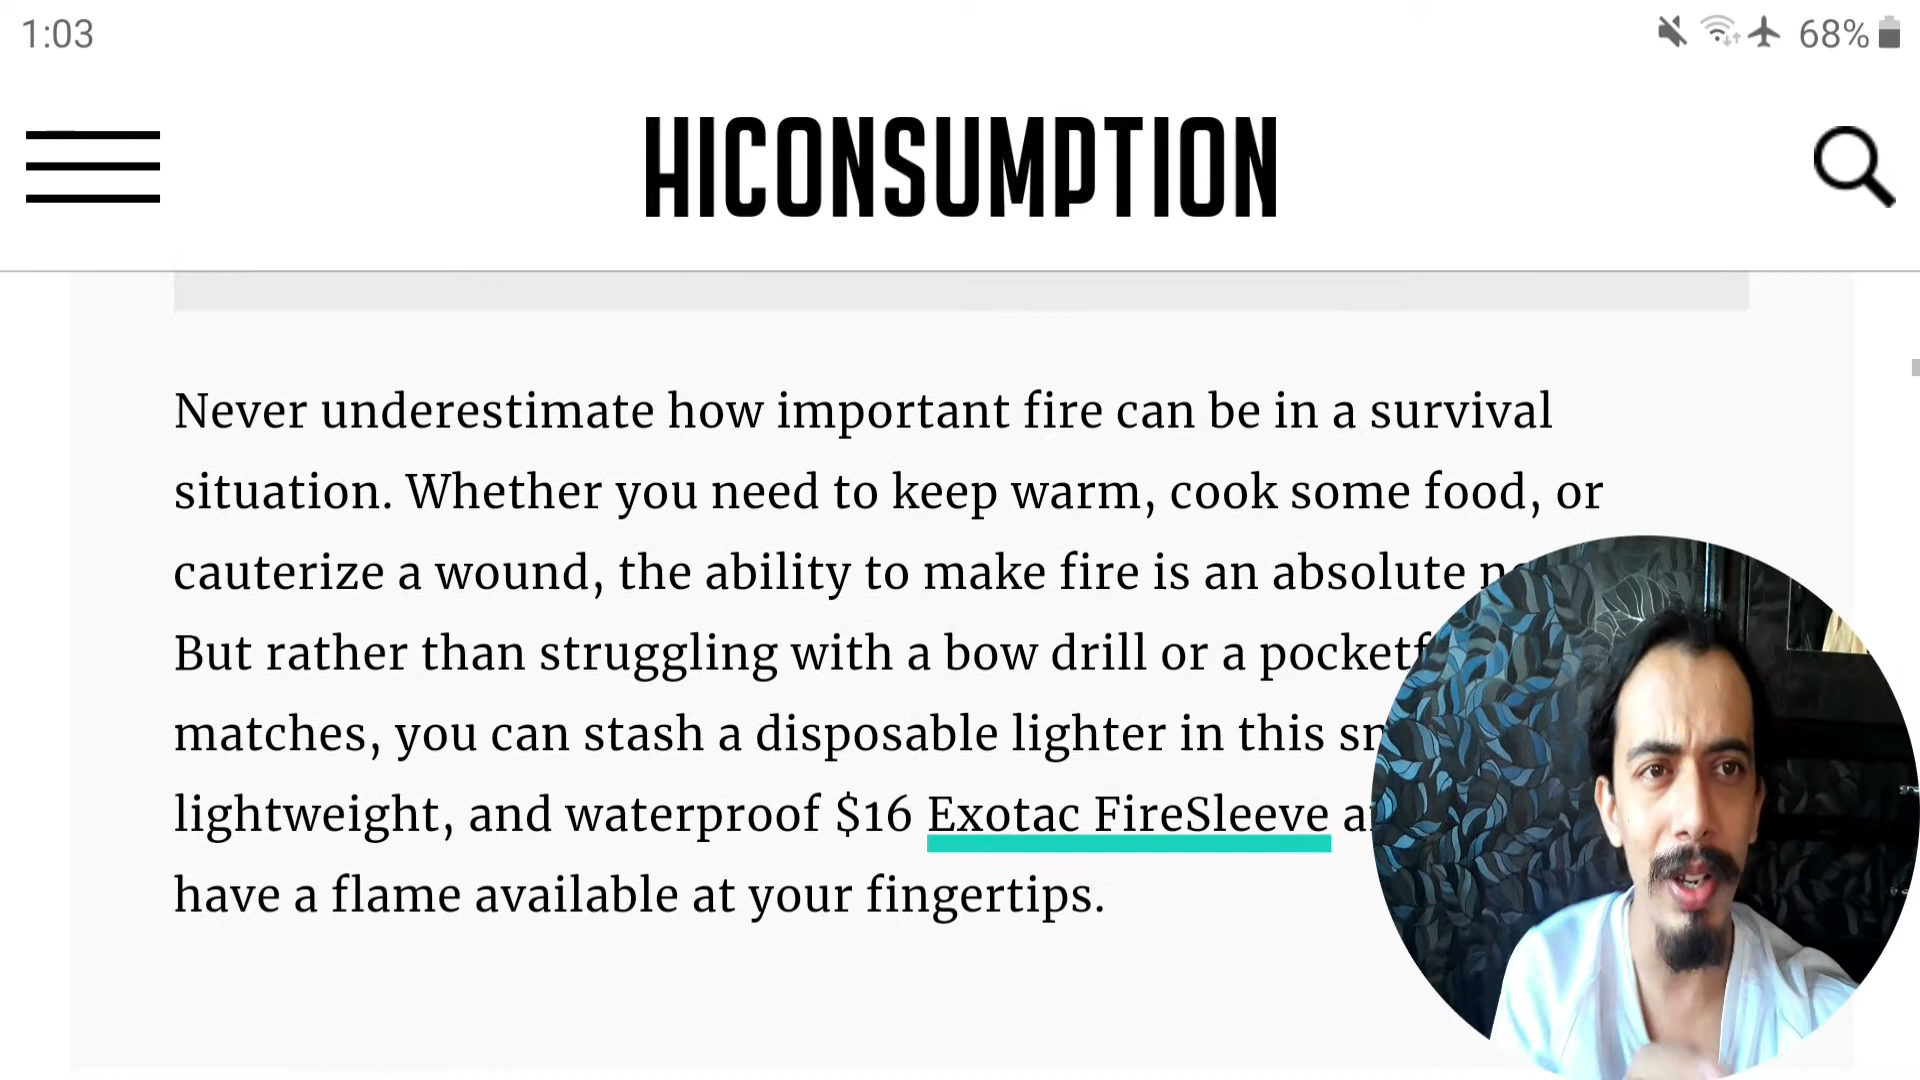 1:03
68%
HICONSUMPTION
Never underestimate how important fire can be in a survival
situation. Whether you need to keep warm, cook some food, or
cauterize a wound, the ability to make fire is an absolute
But rather than struggling with a bow drill or a
matches, you can stash a disposable lighter in this
lightweight, and waterproof $16 Exotac FireSleeve
have a flame available at your fingertips.